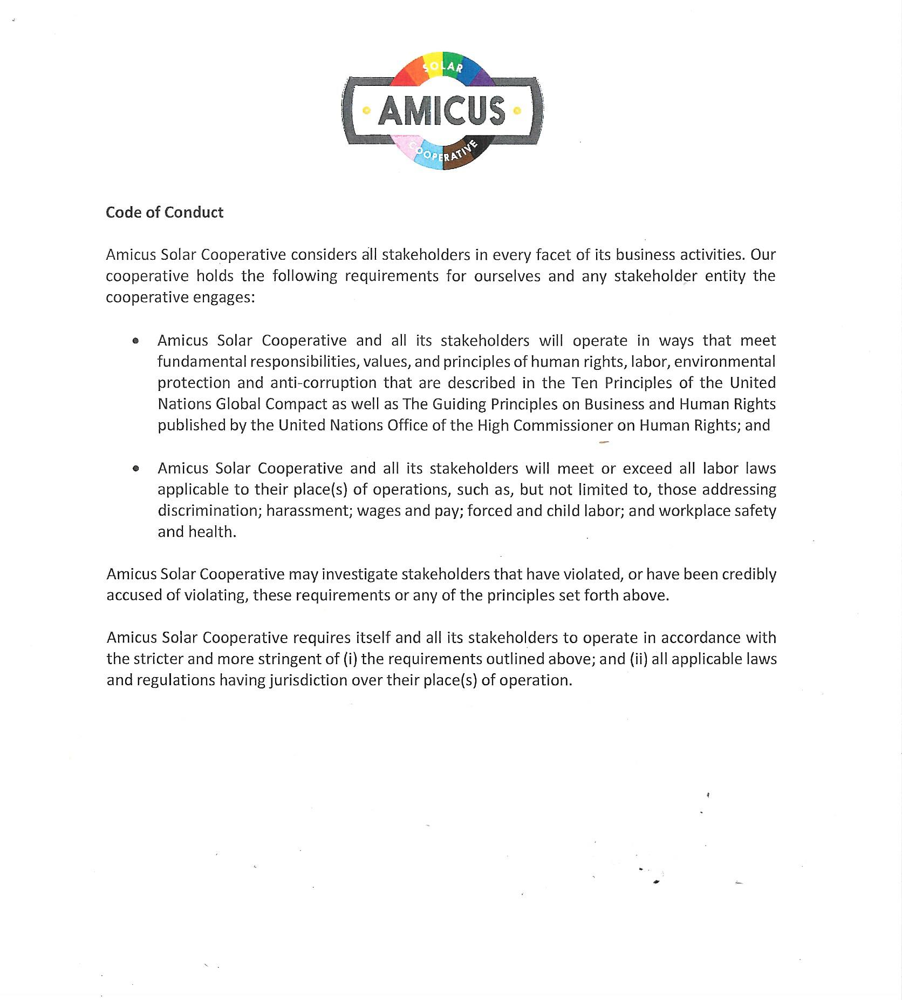 SOLAR
AMICUS
COOPERATIVE
Code of Conduct
Amicus Solar Cooperative considers all stakeholders in every facet of its business activities. Our
cooperative holds the following requirements for ourselves and any stakeholder entity the
cooperative engages:
• Amicus Solar Cooperative and all its stakeholders will operate in ways that meet
fundamental responsibilities, values, and principles of human rights, labor, environmental
protection and anti-corruption that are described in the Ten Principles of the United
Nations Global Compact as well as The Guiding Principles on Business and Human Rights
published by the United Nations Office of the High Commissioner on Human Rights; and
• Amicus Solar Cooperative and all its stakeholders will meet or exceed all labor laws
applicable to their place(s) of operations, such as, but not limited to, those addressing
discrimination; harassment; wages and pay; forced and child labor; and workplace safety
and health.
Amicus Solar Cooperative may investigate stakeholders that have violated, or have been credibly
accused of violating, these requirements or any of the principles set forth above.
Amicus Solar Cooperative requires itself and all its stakeholders to operate in accordance with
the stricter and more stringent of (i) the requirements outlined above; and (ii) all applicable laws
and regulations having jurisdiction over their place(s) of operation.